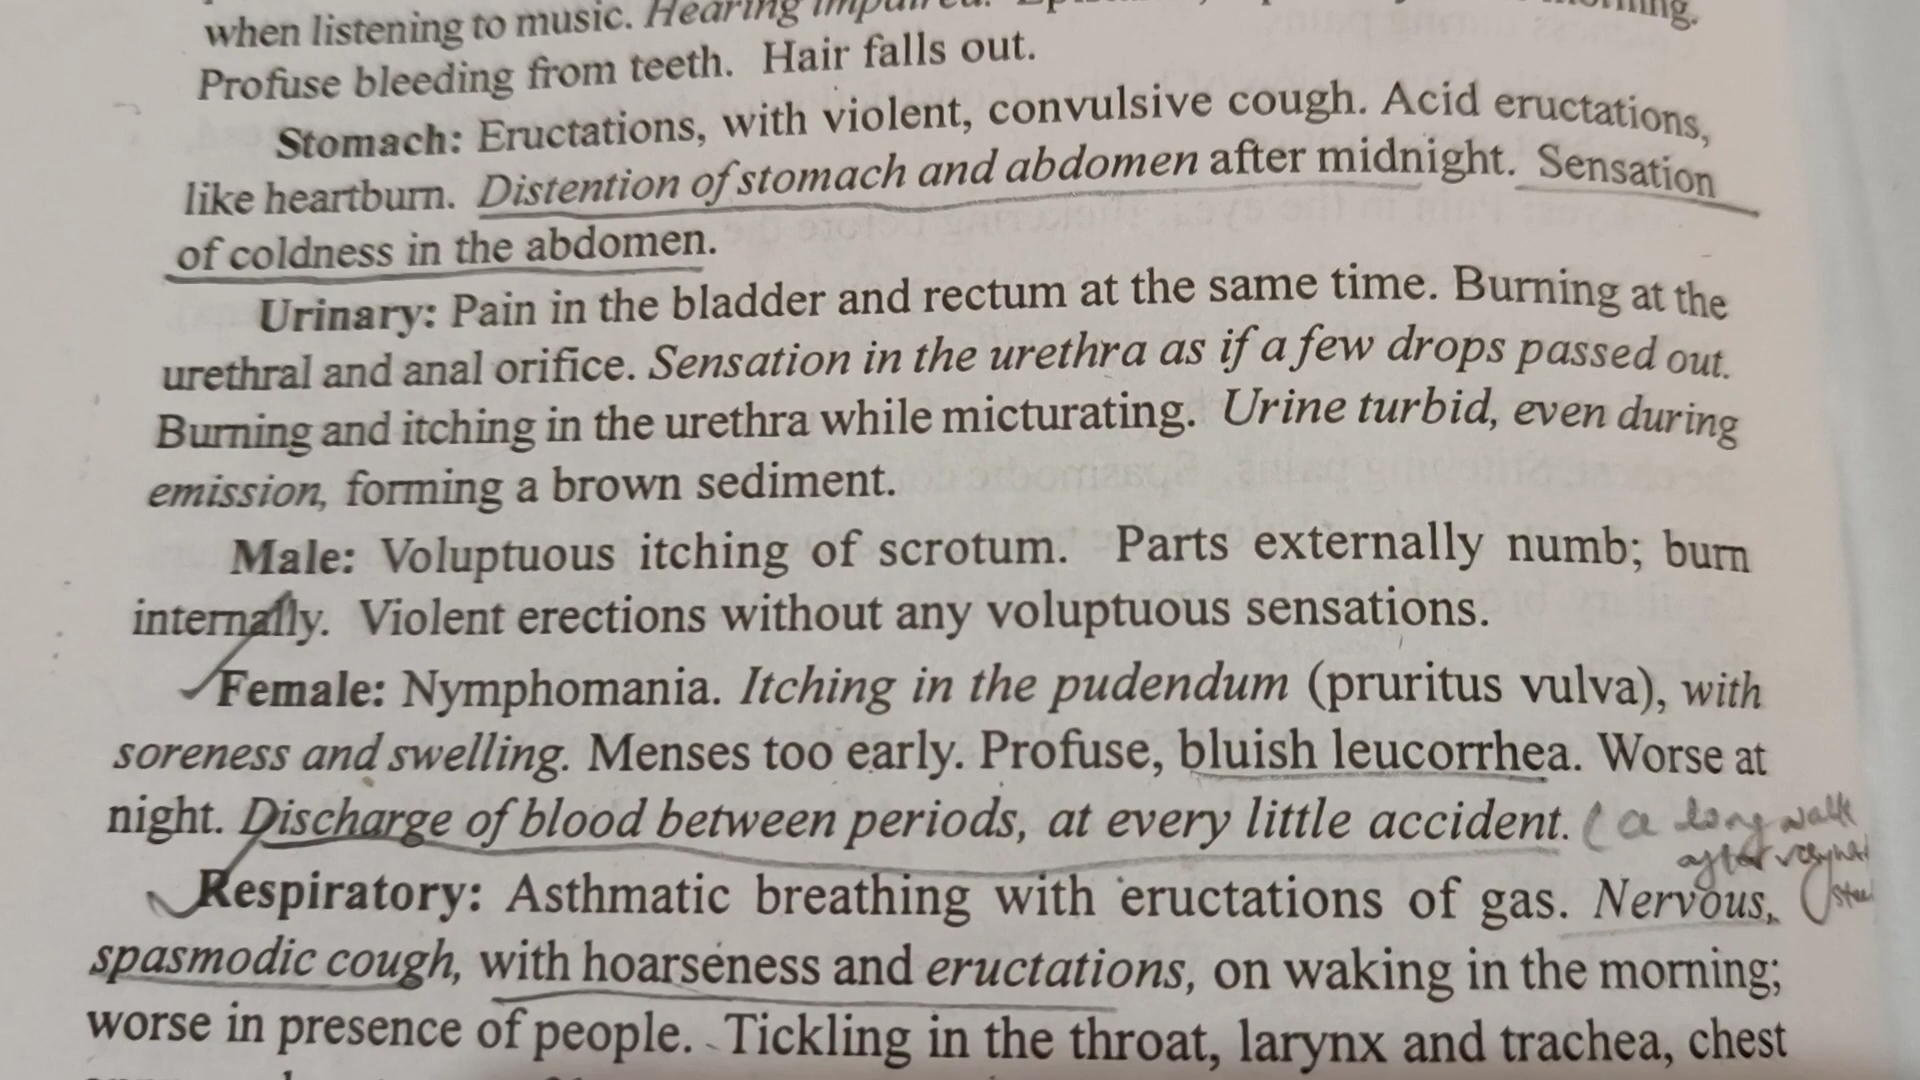 when listening to music. Hearing impaired.
Profuse bleeding from teeth. Hair falls out.
Stomach: Eructations, with violent, convulsive cough. Acid eructations,
like heartburn. Distention of stomach and abdomen after midnight. Sensation
of coldness in the abdomen.
Urinary: Pain in the bladder and rectum at the same time. Burning at the
urethral and anal orifice. Sensation in the urethra as if a few drops passed out.
Burning and itching in the urethra while micturating. Urine turbid, even during
emission, forming a brown sediment.
Male: Voluptuous itching of scrotum. Parts externally numb; burn
internally. Violent erections without any voluptuous sensations.
Female: Nymphomania. Itching in the pudendum (pruritus vulva), with
soreness and swelling. Menses too early. Profuse, bluish leucorrhea. Worse at
night. Discharge of blood between periods, at every little accident. (a long walk
after
Respiratory: Asthmatic breathing with eructations of gas. Nervous,
spasmodic cough, with hoarseness and eructations, on waking in the morning;
worse in presence of people. Tickling in the throat, larynx and trachea, chest